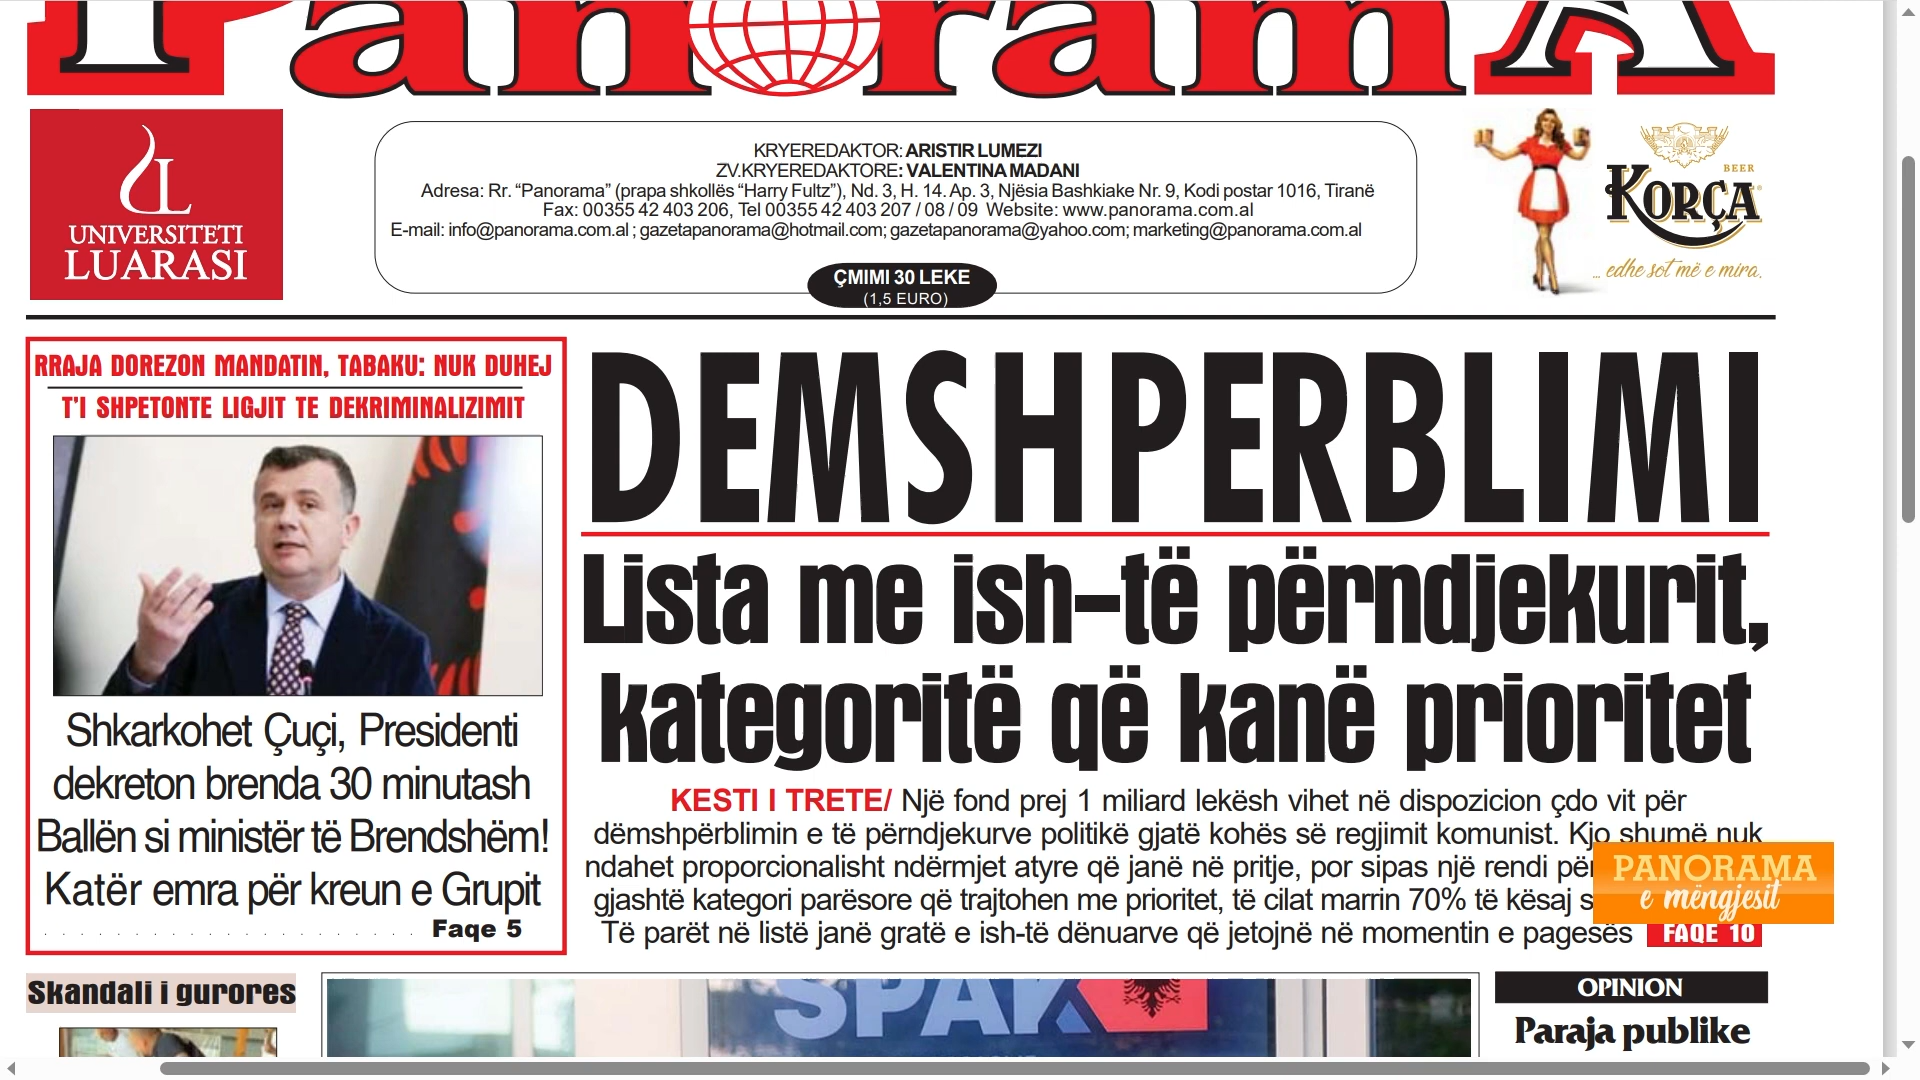 PanoramA
UNIVERSITETI
LUARASI
KRYEREDAKTOR: ARISTIR LUMEZI
ZV.KRYEREDAKTORE: VALENTINA MADANI
Adresa: Rr. “Panorama” (prapa shkollës “Harry Fultz”), Nd. 3, H. 14. Ap. 3, Njësia Bashkiake Nr. 9, Kodi postar 1016, Tiranë
Fax: 00355 42 403 206, Tel 00355 42 403 207 / 08 / 09 Website: www.panorama.com.al
E-mail: info@panorama.com.al ; gazetapanorama@hotmail.com; gazetapanorama@yahoo.com; marketing@panorama.com.al
ÇMIMI 30 LEKE
(1,5 EURO)
BEER
KORÇA
... edhe sot më e mira.
RRAJA DOREZON MANDATIN, TABAKU: NUK DUHEJ
T'I SHPETONTE LIGJIT TE DEKRIMINALIZIMIT
Shkarkohet Çuçi, Presidenti
dekreton brenda 30 minutash
Ballën si ministër të Brendshëm!
Katër emra për kreun e Grupit
Faqe 5
DEMSHPERBLIMI
Lista me ish-të përndjekurit,
kategoritë që kanë prioritet
KESTI I TRETE/ Një fond prej 1 miliard lekësh vihet në dispozicion çdo vit për
dëmshpërblimin e të përndjekurve politikë gjatë kohës së regjimit komunist. Kjo shumë nuk
ndahet proporcionalisht ndërmjet atyre që janë në pritje, por sipas një rendi
gjashtë kategori parësore që trajtohen me prioritet, të cilat marrin 70% të kësaj
Të parët në listë janë gratë e ish-të dënuarve që jetojnë në momentin e pagesës
FAQE 10
PANORAMA
e mëngjesit
Skandali i gurores
SPAK
OPINION
Paraja publike